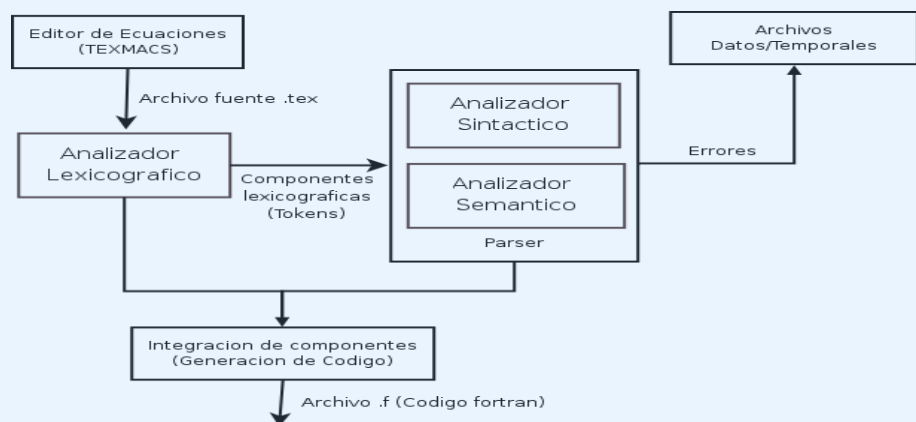 Editor de Ecuaciones
(TEXMACS)
Archivos
Datos/Temporales
Archivo fuente .tex
Analizador
Sintactico
Analizador
Lexicografico
Errores
Componentes
lexicograficas
(Tokens)
Analizador
Semantico
Parser
Integracion de componentes
(Generacion de Codigo)
Archivo .f (Codigo fortran)